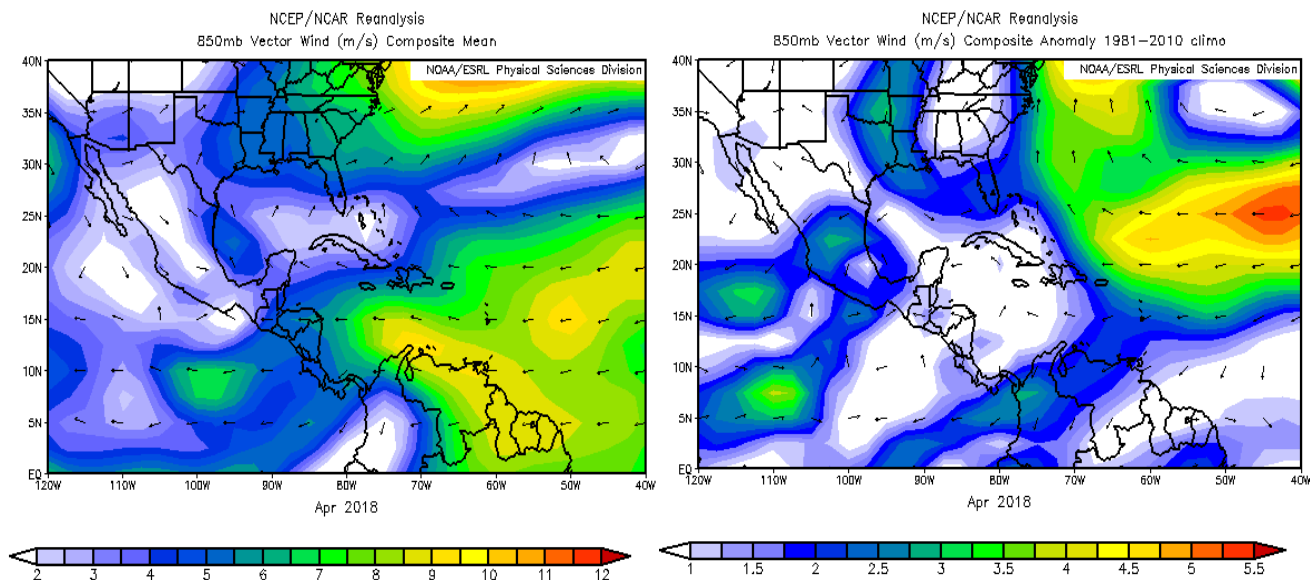 NCEP/NCAR Reanalysis
850mb Vector Wind (m/s) Composite Mean
NOAA/ESRL Physical Sciences Division
40N
35N
30N
25N
20N
15N
10N
5N
EQ
120W 110W 100W 90W 80W 70W 60W 50W 40W
Apr 2018
2 3 4 5 6 7 8 9 10 11 12
NCEP/NCAR Reanalysis
850mb Vector Wind (m/s) Composite Anomaly 1981-2010 climo
NOAA/ESRL Physical Sciences Division
40N
35N
30N
25N
20N
15N
10N
5N
EQ
120W 110W 100W 90W 80W 70W 60W 50W 40W
Apr 2018
1 1.5 2 2.5 3 3.5 4 4.5 5 5.5